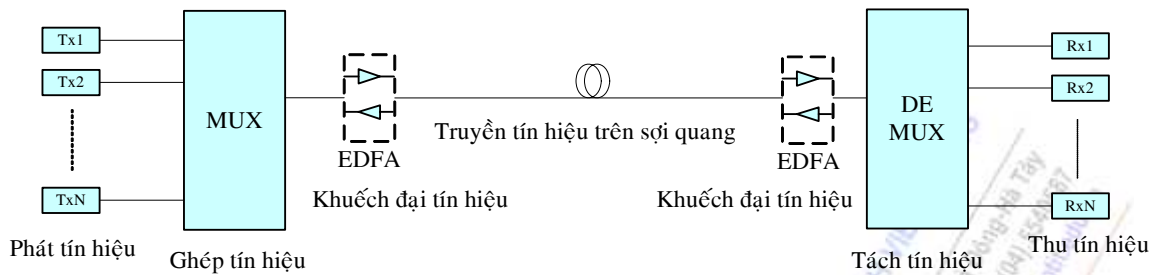 Tx1
Tx2
TxN
Phát tín hiệu
MUX
Ghép tín hiệu
EDFA
Khuếch đại tín hiệu
Truyền tín hiệu trên sợi quang
EDFA
Khuếch đại tín hiệu
DE
MUX
Tách tín hiệu
Rx1
Rx2
RxN
Thu tín hiệu